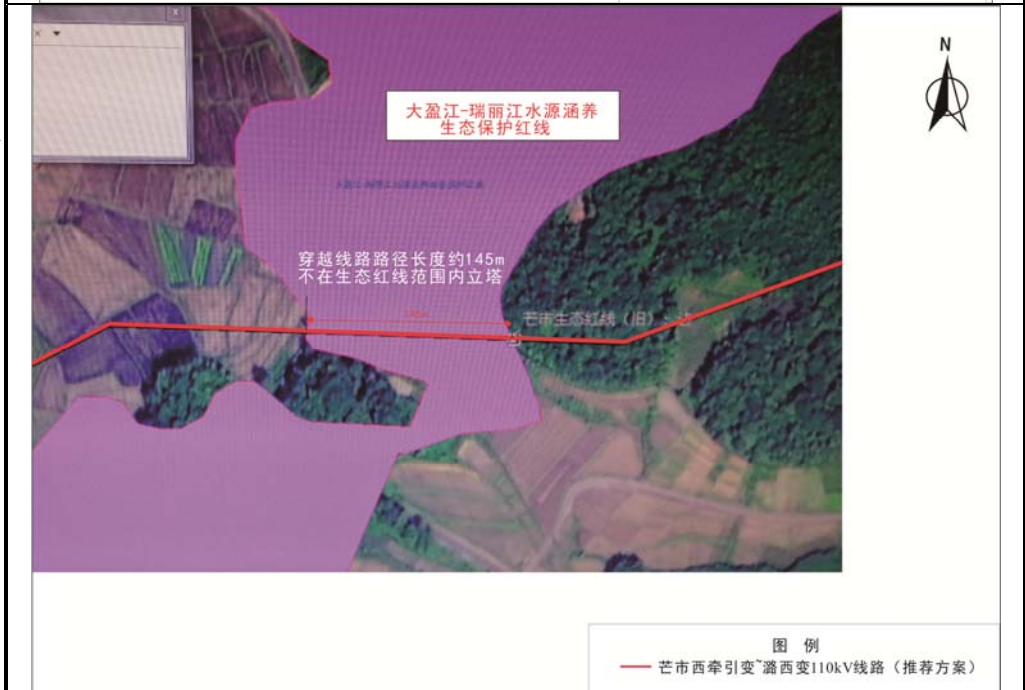 N
大盈江-瑞丽江水源涵养
生态保护红线
穿越线路路径长度约145m
不在生态红线范围内立塔
芒市生态红线（旧）
图 例
芒市西牵引变~潞西变110kV线路（推荐方案）